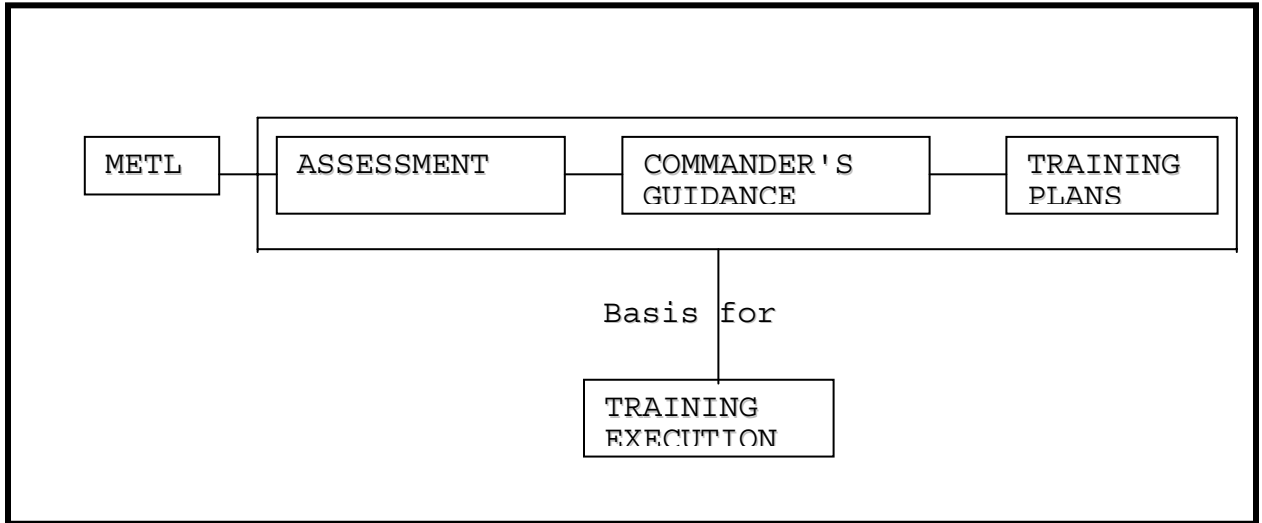 METL
ASSESSMENT
COMMANDER'S
GUIDANCE
TRAINING
PLANS
Basis for
TRAINING
EXECUTION